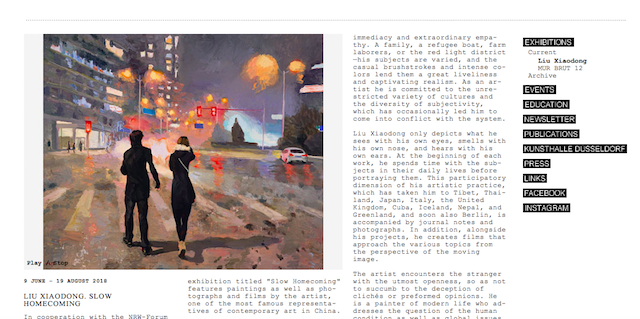 Play / Stop
9 JUNE – 19 AUGUST 2018
LIU XIAODONG. SLOW
HOMECOMING
In cooperation with the NRW-Forum
exhibition titled "Slow Homecoming"
features paintings as well as pho-
tographs and films by the artist,
one of the most famous representa-
tives of contemporary art in China.
immediacy and extraordinary empa-
thy. A family, a refugee boat, farm
laborers, or the red light district
—his subjects are varied, and the
casual brushstrokes and intense co-
lors lend them a great liveliness
and captivating realism. As an ar-
tist he is committed to the unre-
stricted variety of cultures and
the diversity of subjectivity,
which has occasionally led him to
come into conflict with the system.
Liu Xiaodong only depicts what he
sees with his own eyes, smells with
his own nose, and hears with his
own ears. At the beginning of each
work, he spends time with the sub-
jects in their daily lives before
portraying them. This participatory
dimension of his artistic practice,
which has taken him to Tibet, Thai-
land, Japan, Italy, the United
Kingdom, Cuba, Iceland, Nepal, and
Greenland, and soon also Berlin, is
accompanied by journal notes and
photographs. In addition, alongside
his projects, he creates films that
approach the various topics from
the perspective of the moving
image.
The artist encounters the stranger
with the utmost openness, so as not
to succumb to the deception of
clichés or preformed opinions. He
is a painter of modern life who ad-
dresses the question of the human
condition as well as global issues
EXHIBITIONS
Current
Liu Xiaodong
MUR BRUT 12
Archive
EVENTS
EDUCATION
NEWSLETTER
PUBLICATIONS
KUNSTHALLE DÜSSELDORF
PRESS
LINKS
FACEBOOK
INSTAGRAM